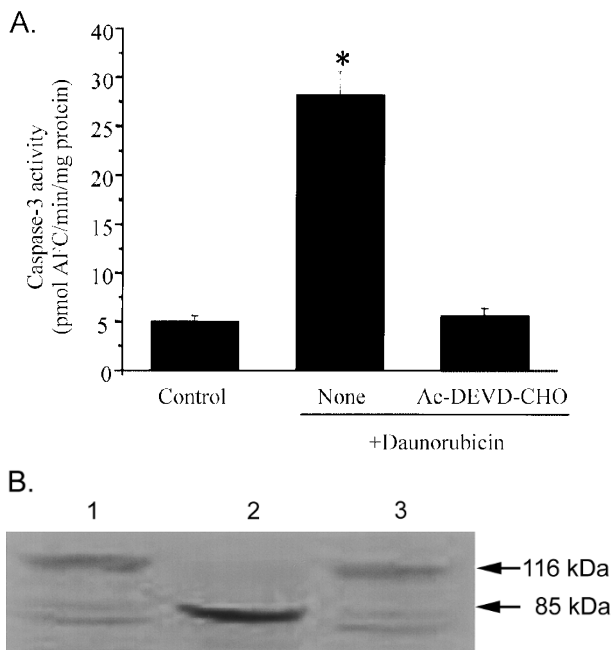 A.
Caspase-3 activity
(pmol AFC/min/mg protein)
40
35
30
25
20
15
10
5
0
*
Control
None
Ac-DEVD-CHO
+Daunorubicin
B.
1
2
3
116 kDa
85 kDa